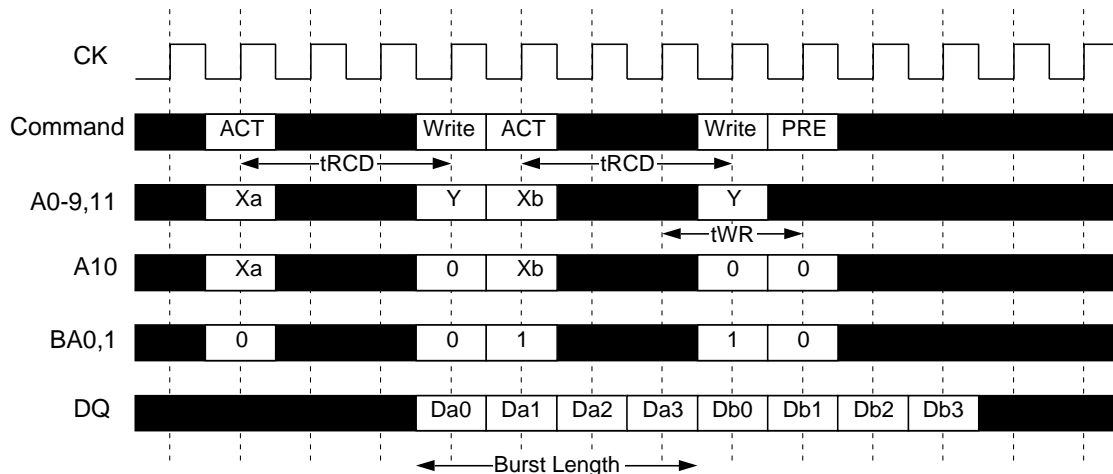 CK
Command ACT Write ACT Write PRE
tRCD tRCD
A0-9,11 Xa Y Xb Y
tWR
A10 Xa 0 Xb 0 0
BA0,1 0 0 1 1 0
DQ Da0 Da1 Da2 Da3 Db0 Db1 Db2 Db3
Burst Length